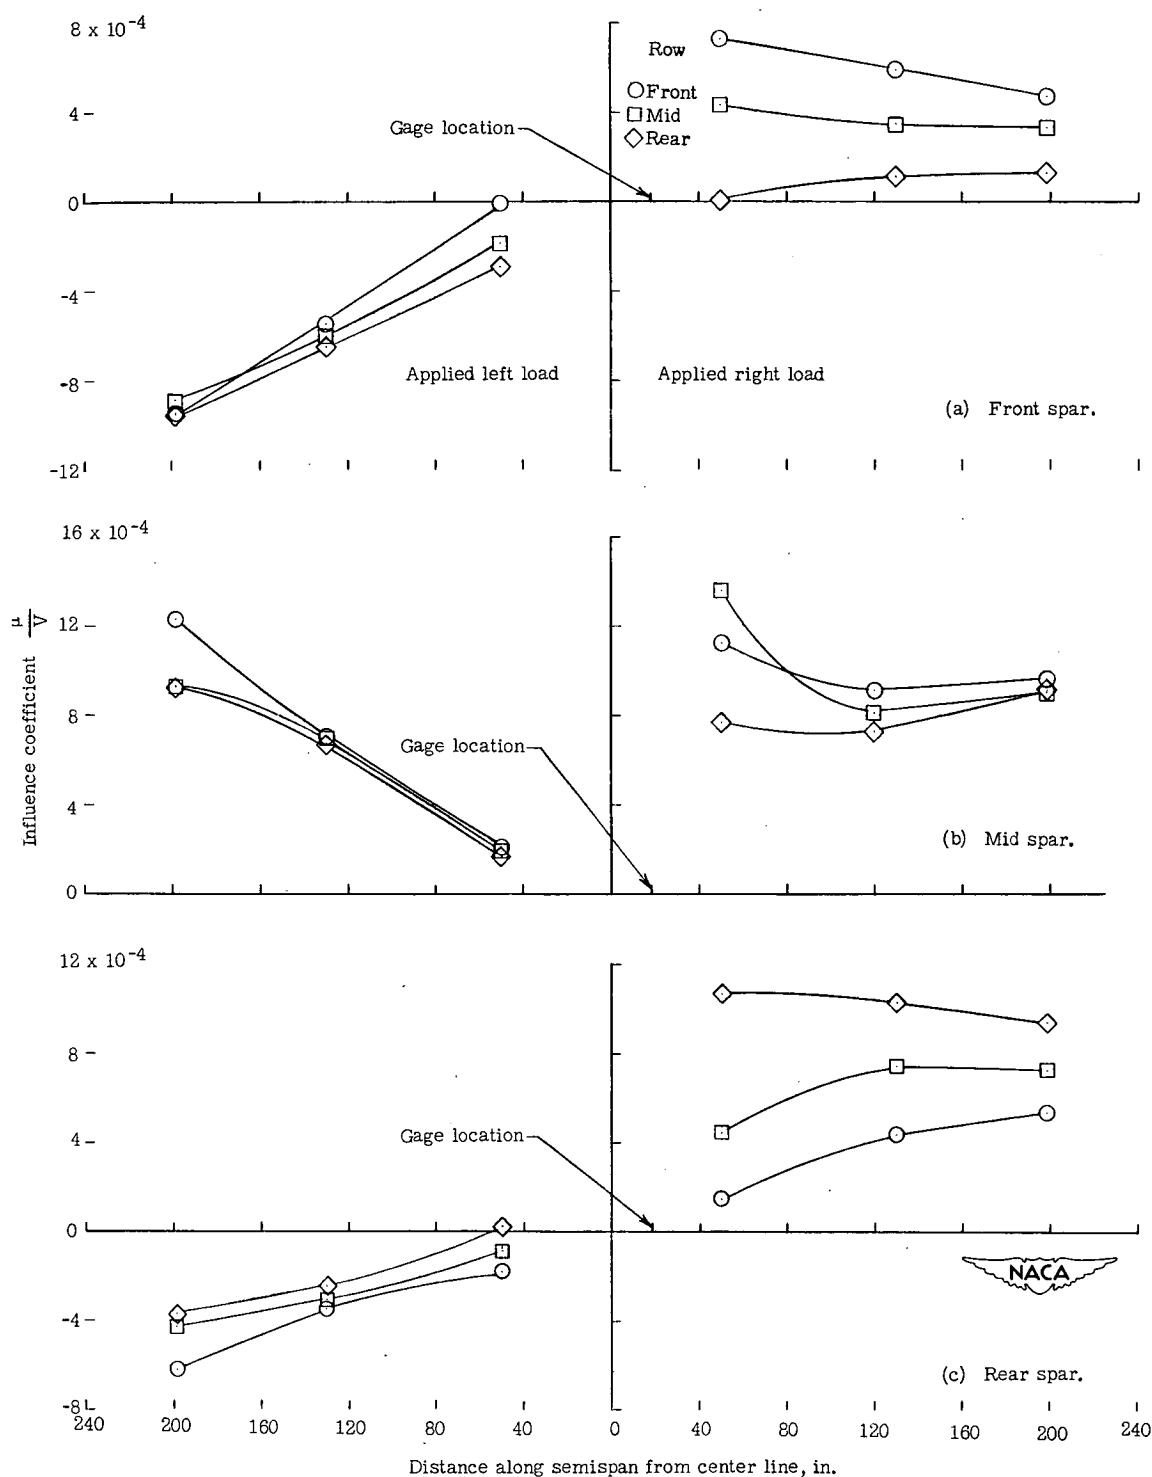 8 x 10⁻⁴
Row
Front
4
Mid
Gage location
Rear
0
-4
-8
Applied left load
Applied right load
(a) Front spar.
-12
16 x 10⁻⁴
12
8
Gage location
4
(b) Mid spar.
0
Influence coefficient μ/V
12 x 10⁻⁴
8
4
Gage location
0
NACA
-4
(c) Rear spar.
-8
240 200 160 120 80 40 0 40 80 120 160 200 240
Distance along semispan from center line, in.